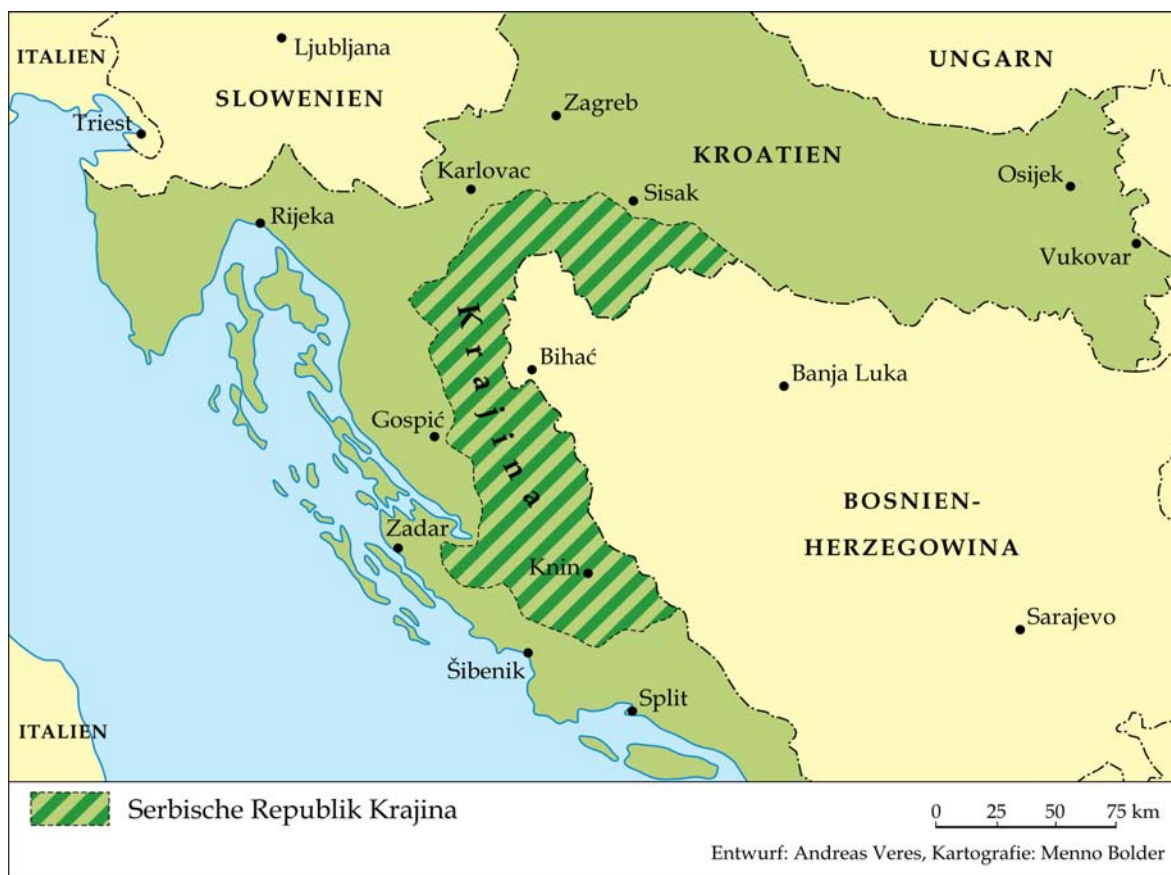 ITALIEN
Ljubljana
SLOWENIEN
Triest
UNGARN
Zagreb
KROATIEN
Karlovac
Sisak
Osijek
Rijeka
Vukovar
Krajina
Bihać
Banja Luka
Gospić
BOSNIEN-
HERZEGOWINA
Zadar
Knin
Sarajevo
Šibenik
Split
ITALIEN
Serbische Republik Krajina
0 25 50 75 km
Entwurf: Andreas Veres, Kartografie: Menno Bolder